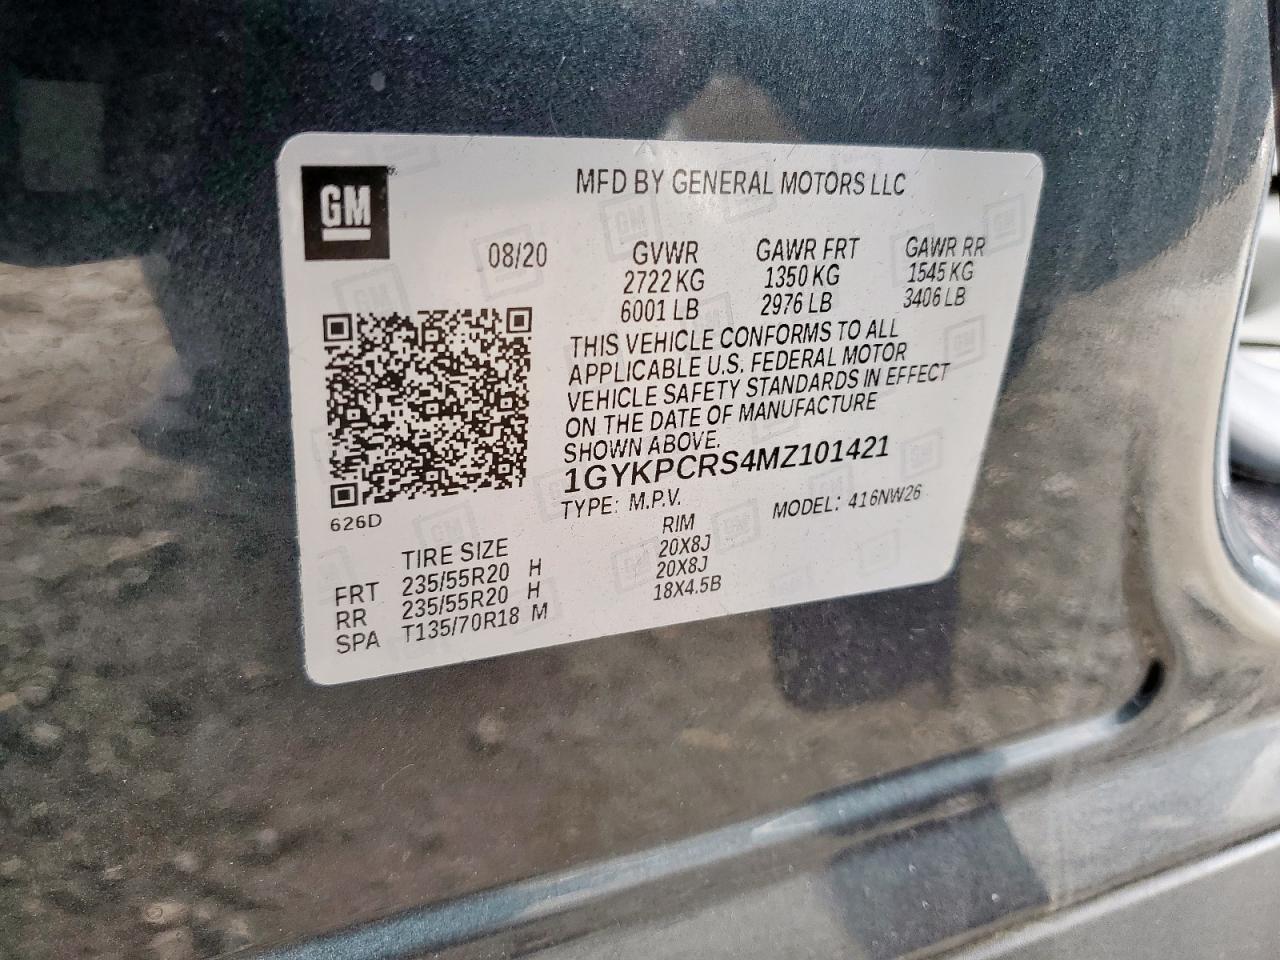 GM
MFD BY GENERAL MOTORS LLC
08/20
GVWR GAWR FRT GAWR RR
2722 KG 1350 KG 1545 KG
6001 LB 2976 LB 3406 LB
THIS VEHICLE CONFORMS TO ALL
APPLICABLE U.S. FEDERAL MOTOR
VEHICLE SAFETY STANDARDS IN EFFECT
ON THE DATE OF MANUFACTURE
SHOWN ABOVE.
1GYKPCRS4MZ101421
TYPE: M.P.V. MODEL: 416NW26
626D
TIRE SIZE RIM
FRT 235/55R20 H 20X8J
RR 235/55R20 H 20X8J
SPA T135/70R18 M 18X4.5B